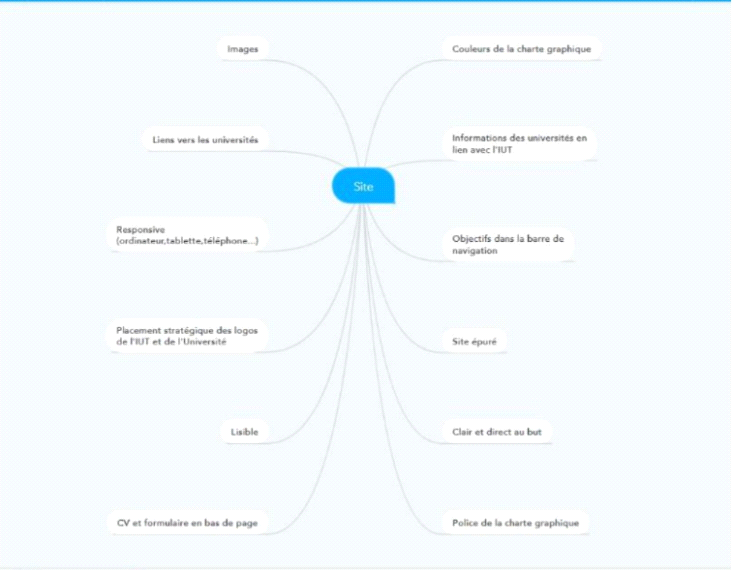 Images
Couleurs de la charte graphique
Liens vers les universités
Informations des universités en
lien avec l'IUT
Site
Responsive
(ordinateur,tablette,téléphone...)
Objectifs dans la barre de
navigation
Placement stratégique des logos
de l'IUT et de l'Université
Site épuré
Lisible
Clair et direct au but
CV et formulaire en bas de page
Police de la charte graphique